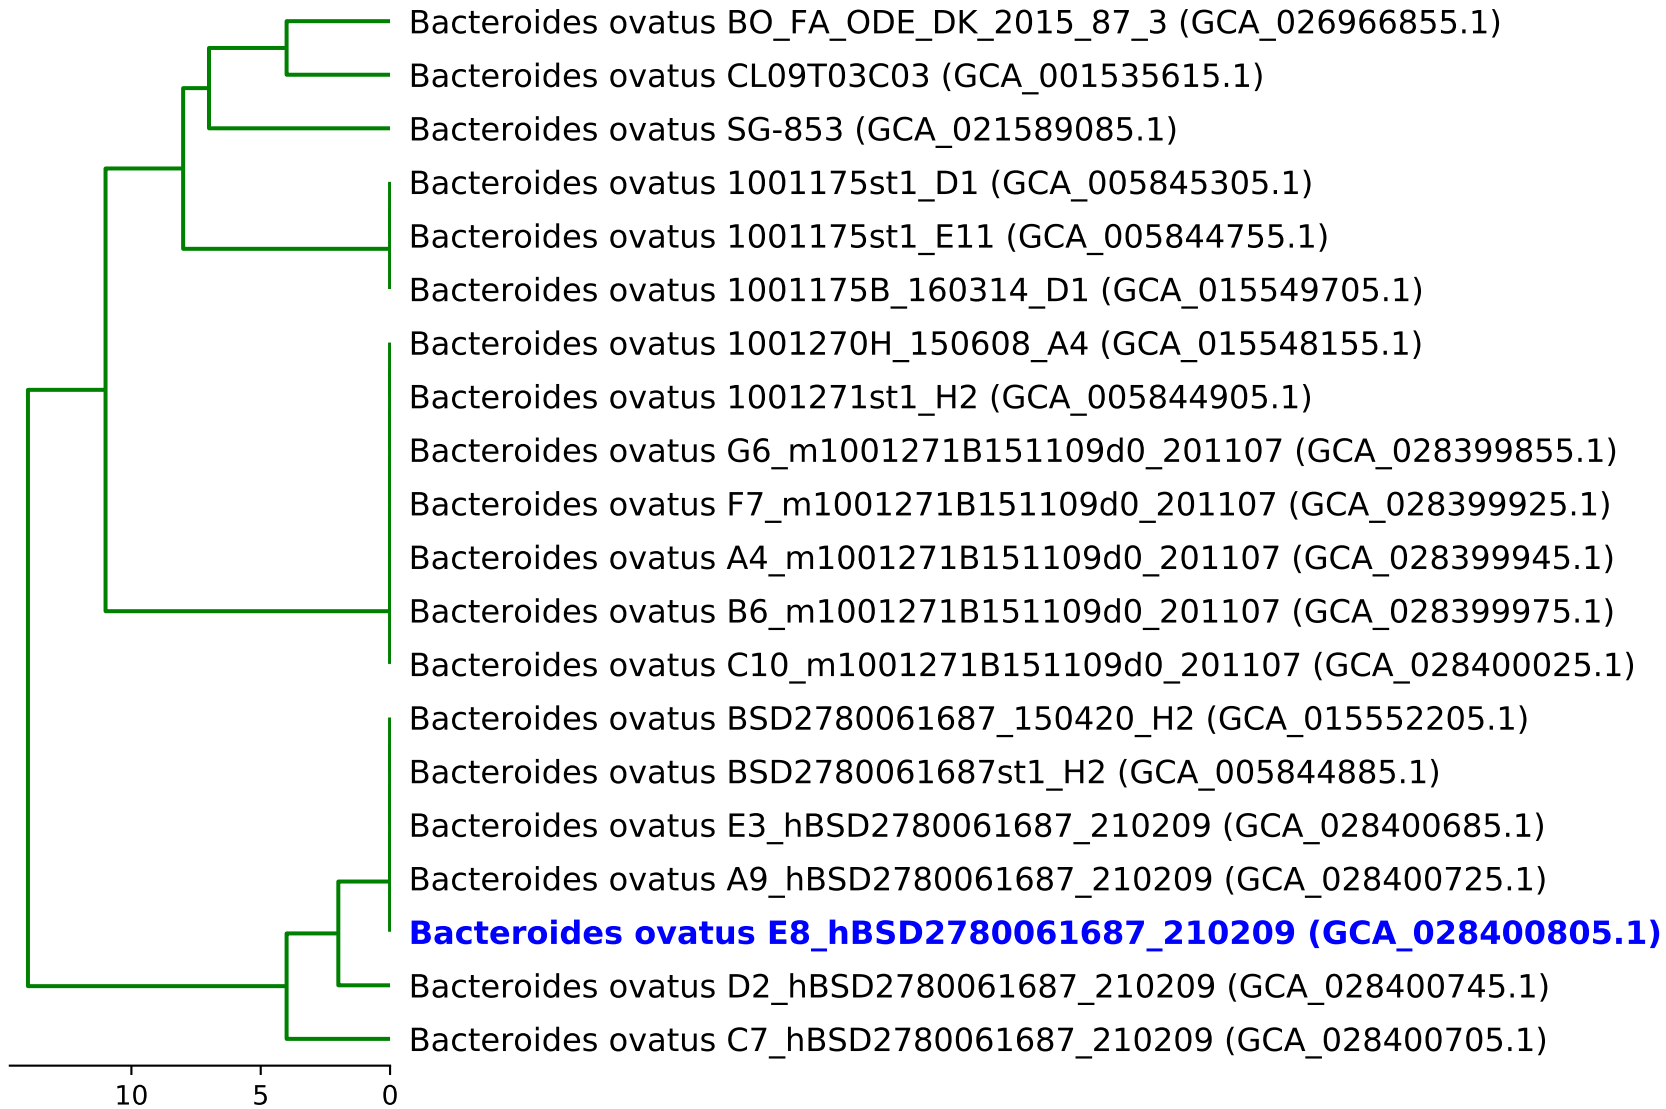 Bacteroides ovatus BO_FA_ODE_DK_2015_87_3 (GCA_026966855.1)
Bacteroides ovatus CL09T03C03 (GCA_001535615.1)
Bacteroides ovatus SG-853 (GCA_021589085.1)
Bacteroides ovatus 1001175st1_D1 (GCA_005845305.1)
Bacteroides ovatus 1001175st1_E11 (GCA_005844755.1)
Bacteroides ovatus 1001175B_160314_D1 (GCA_015549705.1)
Bacteroides ovatus 1001270H_150608_A4 (GCA_015548155.1)
Bacteroides ovatus 1001271st1_H2 (GCA_005844905.1)
Bacteroides ovatus G6_m1001271B151109d0_201107 (GCA_028399855.1)
Bacteroides ovatus F7_m1001271B151109d0_201107 (GCA_028399925.1)
Bacteroides ovatus A4_m1001271B151109d0_201107 (GCA_028399945.1)
Bacteroides ovatus B6_m1001271B151109d0_201107 (GCA_028399975.1)
Bacteroides ovatus C10_m1001271B151109d0_201107 (GCA_028400025.1)
Bacteroides ovatus BSD2780061687_150420_H2 (GCA_015552205.1)
Bacteroides ovatus BSD2780061687st1_H2 (GCA_005844885.1)
Bacteroides ovatus E3_hBSD2780061687_210209 (GCA_028400685.1)
Bacteroides ovatus A9_hBSD2780061687_210209 (GCA_028400725.1)
Bacteroides ovatus E8_hBSD2780061687_210209 (GCA_028400805.1)
Bacteroides ovatus D2_hBSD2780061687_210209 (GCA_028400745.1)
Bacteroides ovatus C7_hBSD2780061687_210209 (GCA_028400705.1)
10 5 0